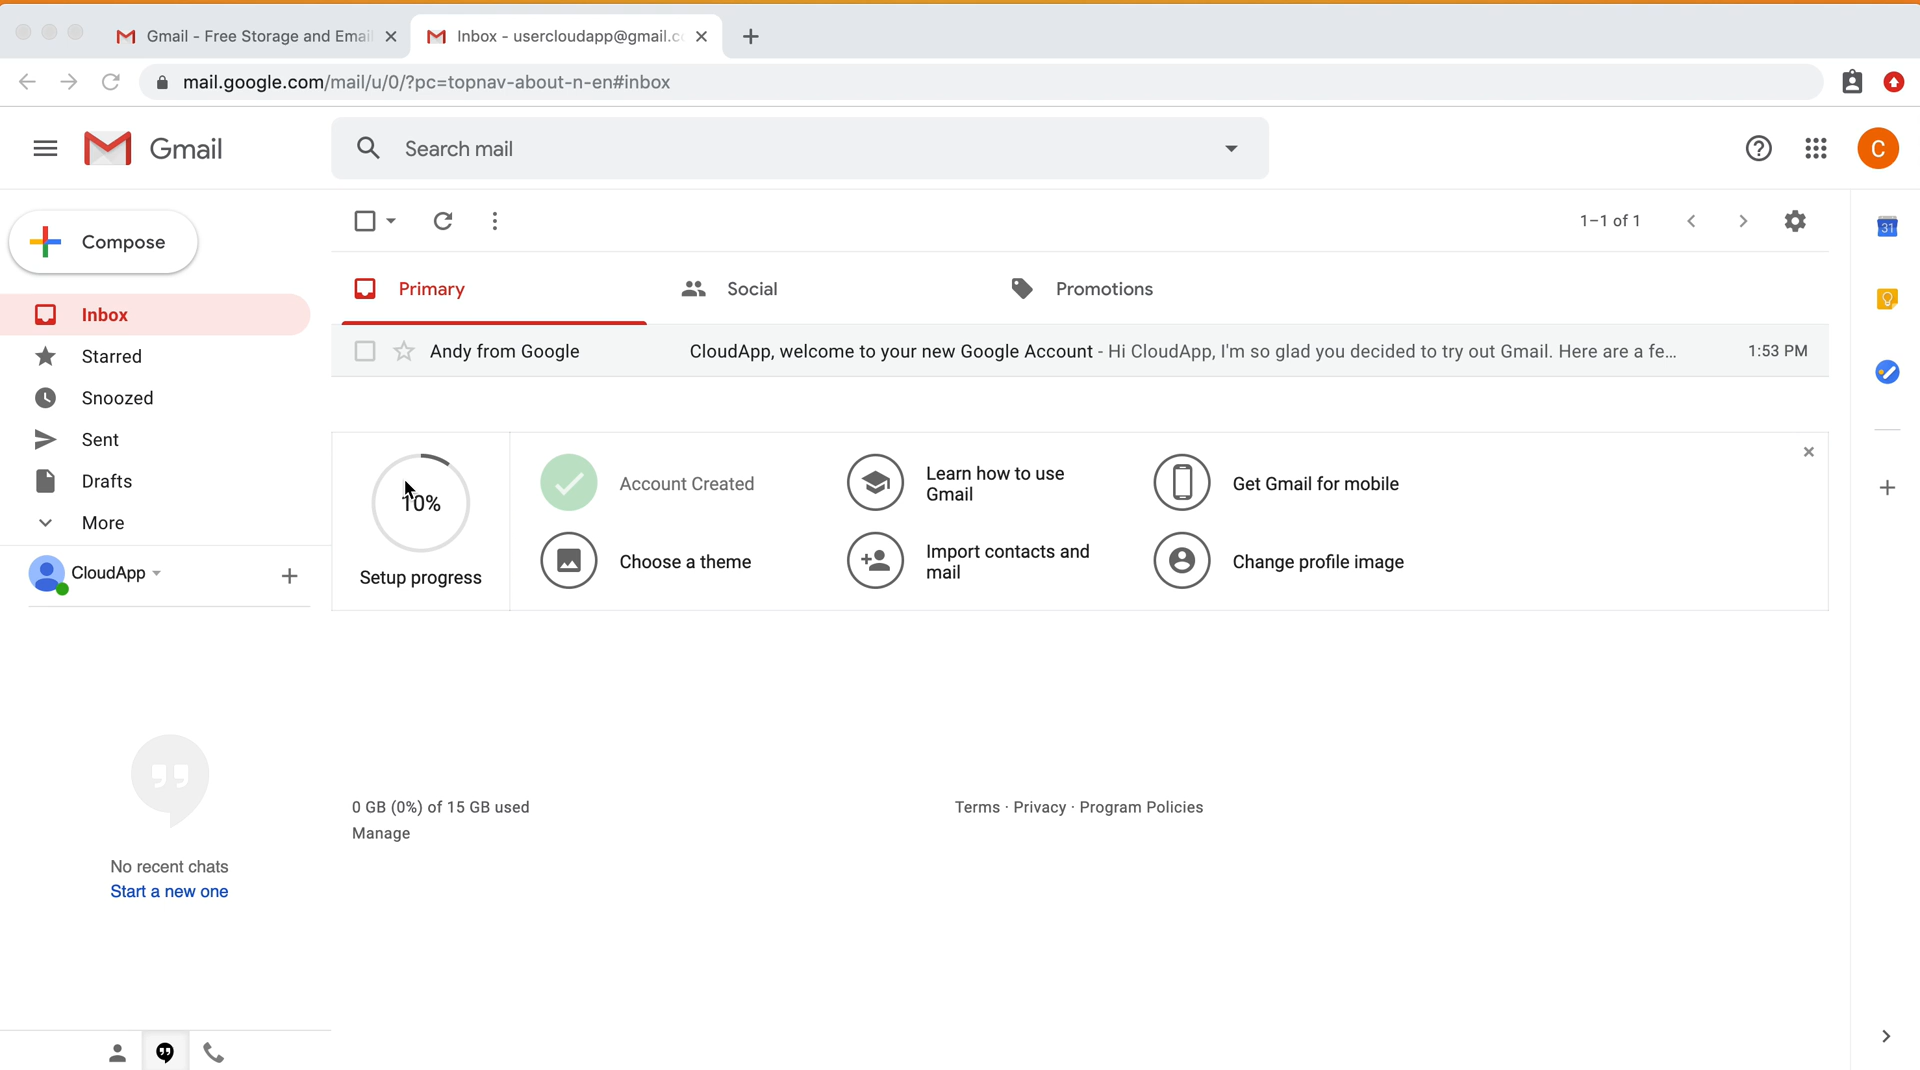 Gmail - Free Storage and Email
Inbox - usercloudapp@gmail.c
mail.google.com/mail/u/0/?pc=topnav-about-n-en#inbox
Gmail
Search mail
C
Compose
1–1 of 1
31
Primary
Social
Promotions
Inbox
Andy from Google
CloudApp, welcome to your new Google Account - Hi CloudApp, I'm so glad you decided to try out Gmail. Here are a fe...
1:53 PM
Starred
Snoozed
Sent
Drafts
More
10%
Setup progress
Account Created
Learn how to use
Gmail
Get Gmail for mobile
Choose a theme
Import contacts and
mail
Change profile image
CloudApp
0 GB (0%) of 15 GB used
Manage
Terms · Privacy · Program Policies
No recent chats
Start a new one